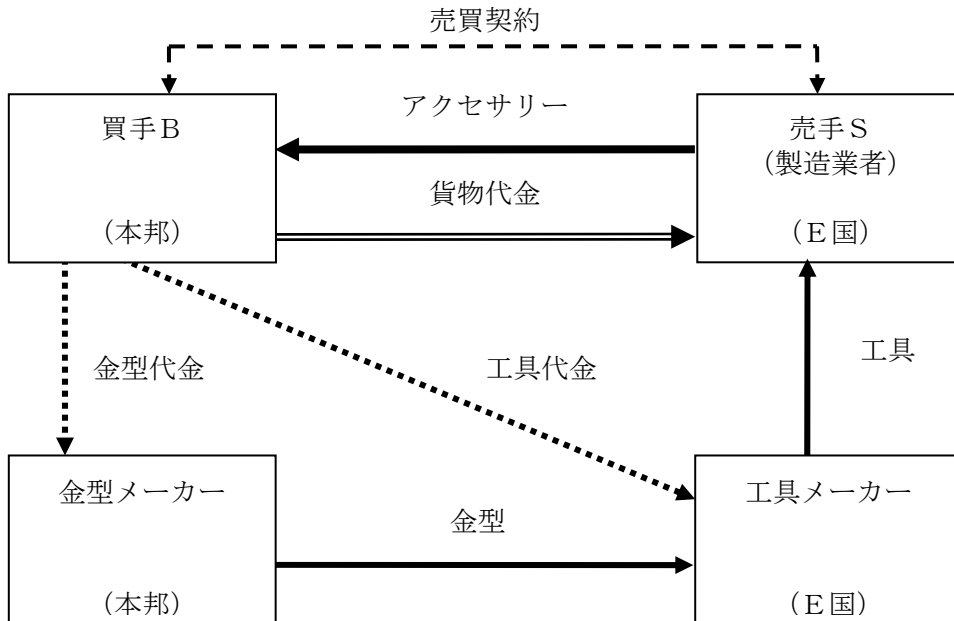 売買契約
買手Ｂ
アクセサリー
売手Ｓ
（製造業者）
貨物代金
（本邦）
（Ｅ国）
金型代金
工具代金
工具
金型メーカー
金型
工具メーカー
（本邦）
（Ｅ国）